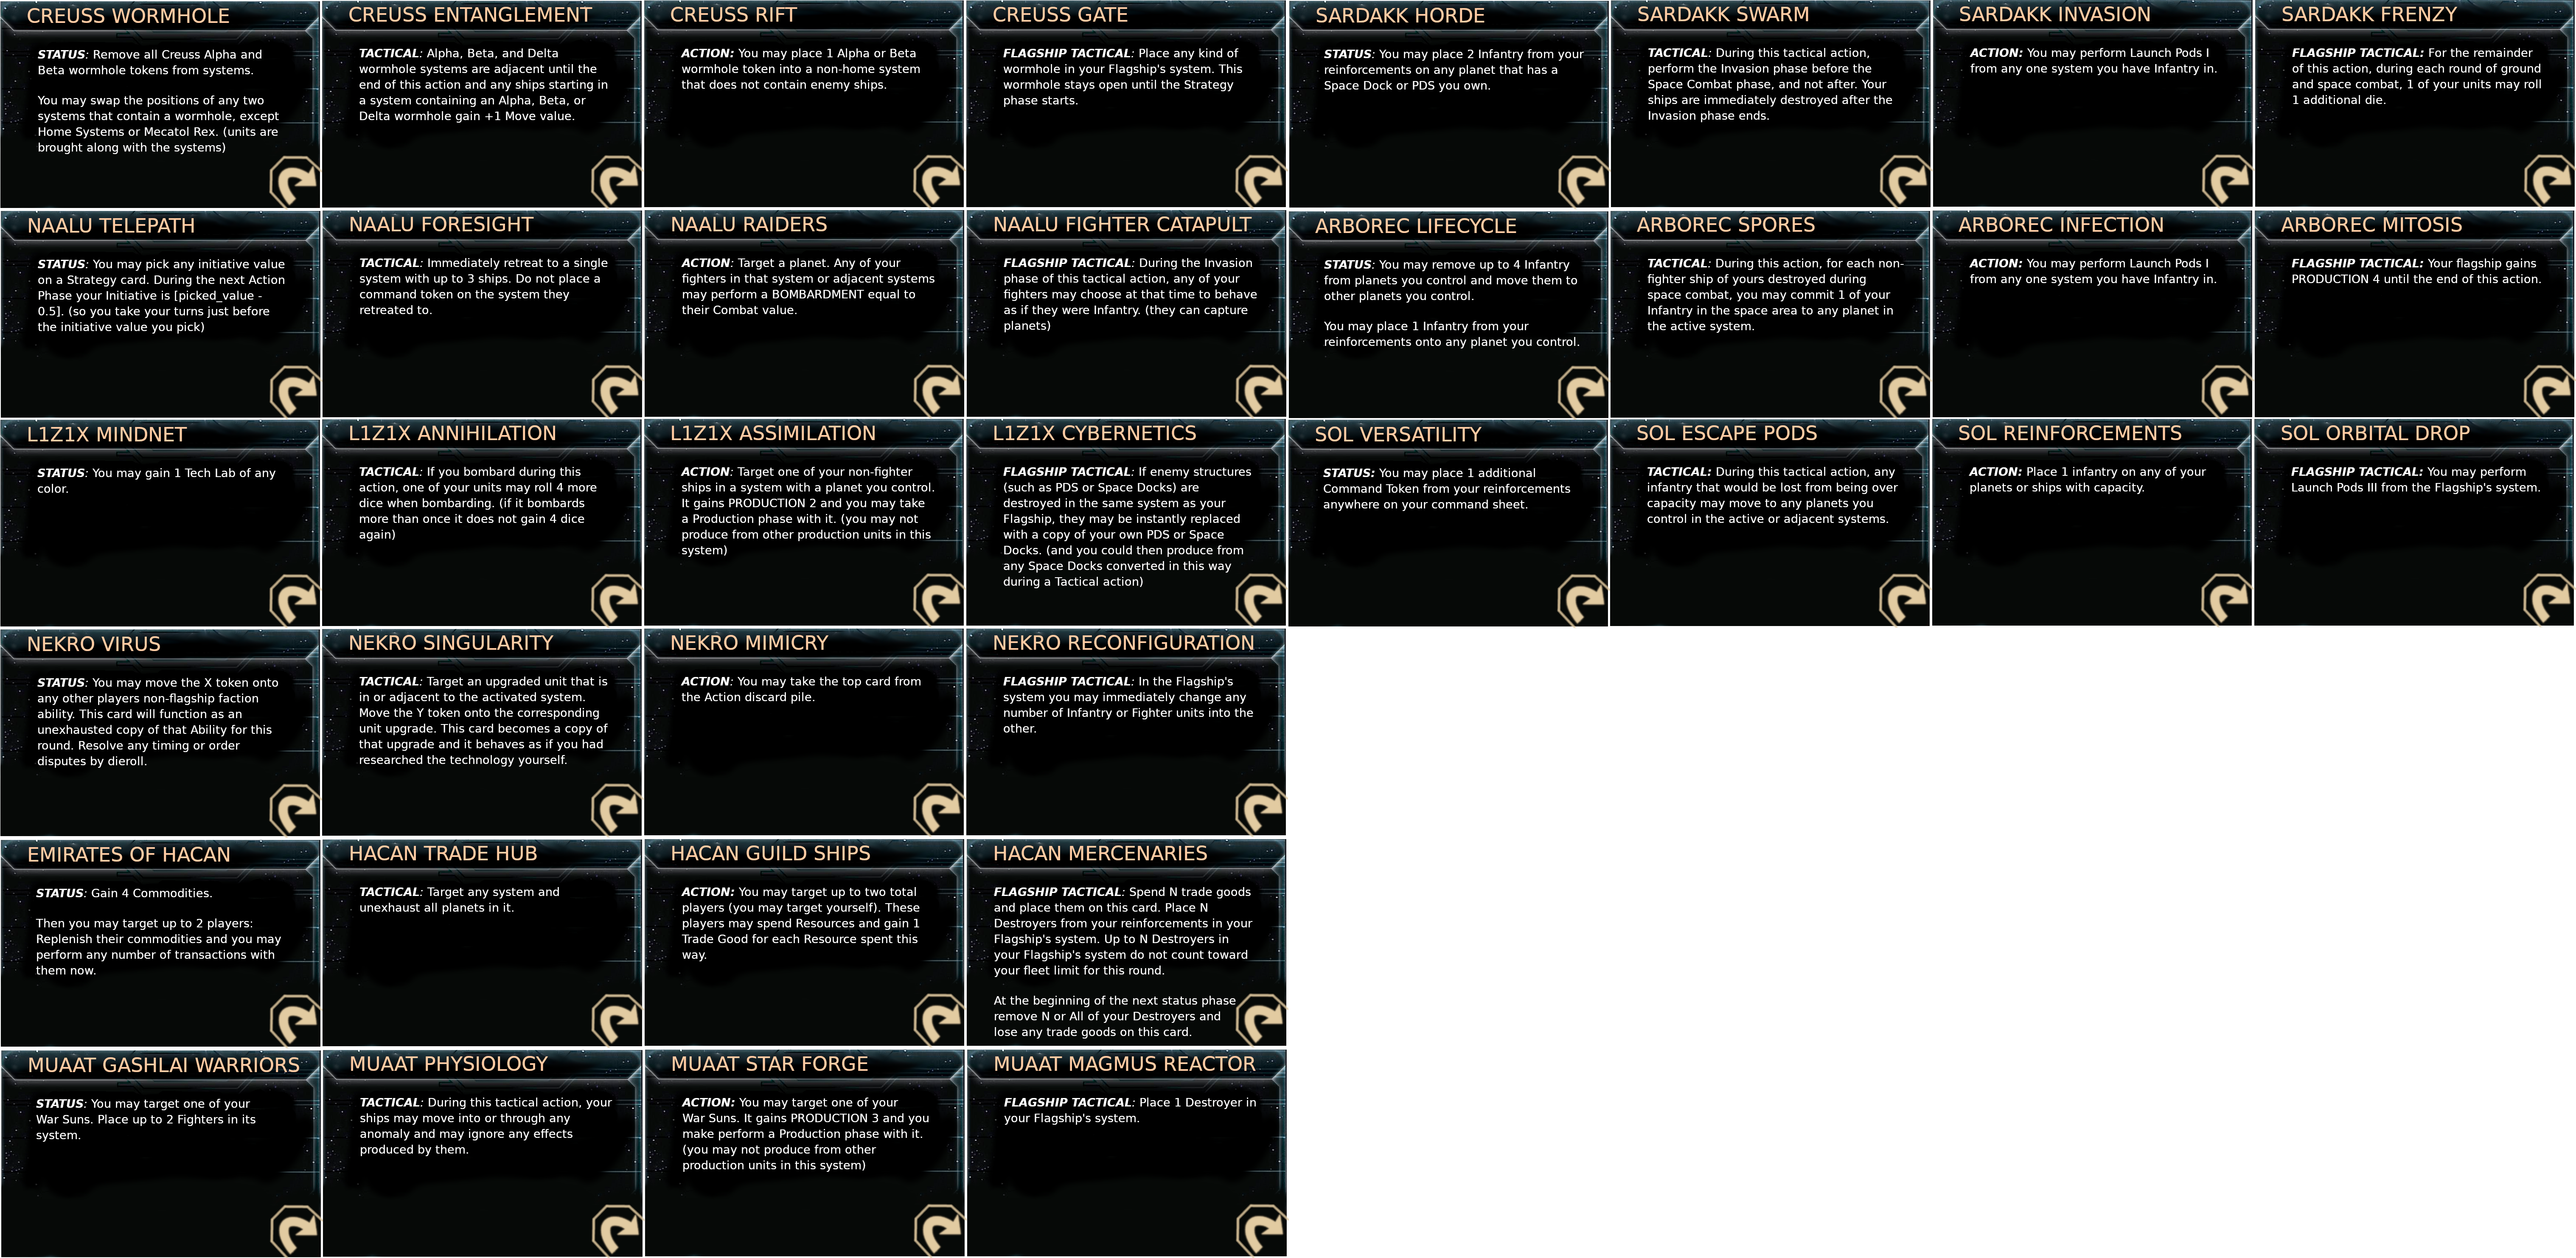 CREUSS WORMHOLE
STATUS: Remove all Creuss Alpha and
Beta wormhole tokens from systems.
You may swap the positions of any two
systems that contain a wormhole, except
Home Systems or Mecatol Rex. (units are
brought along with the systems)
CREUSS ENTANGLEMENT
TACTICAL: Alpha, Beta, and Delta
wormhole systems are adjacent until the
end of this action and any ships starting in
a system containing an Alpha, Beta, or
Delta wormhole gain +1 Move value.
CREUSS RIFT
ACTION: You may place 1 Alpha or Beta
wormhole token into a non-home system
that does not contain enemy ships.
CREUSS GATE
FLAGSHIP TACTICAL: Place any kind of
wormhole in your Flagship's system. This
wormhole stays open until the Strategy
phase starts.
SARDAKK HORDE
STATUS: You may place 2 Infantry from your
reinforcements on any planet that has a
Space Dock or PDS you own.
SARDAKK SWARM
TACTICAL: During this tactical action,
perform the Invasion phase before the
Space Combat phase, and not after. Your
ships are immediately destroyed after the
Invasion phase ends.
SARDAKK INVASION
ACTION: You may perform Launch Pods I
from any one system you have Infantry in.
SARDAKK FRENZY
FLAGSHIP TACTICAL: For the remainder
of this action, during each round of ground
and space combat, 1 of your units may roll
1 additional die.
NAALU TELEPATH
STATUS: You may pick any initiative value
on a Strategy card. During the next Action
Phase your Initiative is [picked_value -
0.5]. (so you take your turns just before
the initiative value you pick)
NAALU FORESIGHT
TACTICAL: Immediately retreat to a single
system with up to 3 ships. Do not place a
command token on the system they
retreated to.
NAALU RAIDERS
ACTION: Target a planet. Any of your
fighters in that system or adjacent systems
may perform a BOMBARDMENT equal to
their Combat value.
NAALU FIGHTER CATAPULT
FLAGSHIP TACTICAL: During the Invasion
phase of this tactical action, any of your
fighters may choose at that time to behave
as if they were Infantry. (they can capture
planets)
ARBOREC LIFECYCLE
STATUS: You may remove up to 4 Infantry
from planets you control and move them to
other planets you control.
You may place 1 Infantry from your
reinforcements onto any planet you control.
ARBOREC SPORES
TACTICAL: During this action, for each non-
fighter ship of yours destroyed during
space combat, you may commit 1 of your
Infantry in the space area to any planet in
the active system.
ARBOREC INFECTION
ACTION: You may perform Launch Pods I
from any one system you have Infantry in.
ARBOREC MITOSIS
FLAGSHIP TACTICAL: Your flagship gains
PRODUCTION 4 until the end of this action.
L1Z1X MINDNET
STATUS: You may gain 1 Tech Lab of any
color.
L1Z1X ANNIHILATION
TACTICAL: If you bombard during this
action, one of your units may roll 4 more
dice when bombarding. (if it bombards
more than once it does not gain 4 dice
again)
L1Z1X ASSIMILATION
ACTION: Target one of your non-fighter
ships in a system with a planet you control.
It gains PRODUCTION 2 and you may take
a Production phase with it. (you may not
produce from other production units in this
system)
L1Z1X CYBERNETICS
FLAGSHIP TACTICAL: If enemy structures
(such as PDS or Space Docks) are
destroyed in the same system as your
Flagship, they may be instantly replaced
with a copy of your own PDS or Space
Docks. (and you could then produce from
any Space Docks converted in this way
during a Tactical action)
SOL VERSATILITY
STATUS: You may place 1 additional
Command Token from your reinforcements
anywhere on your command sheet.
SOL ESCAPE PODS
TACTICAL: During this tactical action, any
infantry that would be lost from being over
capacity may move to any planets you
control in the active or adjacent systems.
SOL REINFORCEMENTS
ACTION: Place 1 infantry on any of your
planets or ships with capacity.
SOL ORBITAL DROP
FLAGSHIP TACTICAL: You may perform
Launch Pods III from the Flagship's system.
NEKRO VIRUS
STATUS: You may move the X token onto
any other players non-flagship faction
ability. This card will function as an
unexhausted copy of that Ability for this
round. Resolve any timing or order
disputes by dieroll.
NEKRO SINGULARITY
TACTICAL: Target an upgraded unit that is
in or adjacent to the activated system.
Move the Y token onto the corresponding
unit upgrade. This card becomes a copy of
that upgrade and it behaves as if you had
researched the technology yourself.
NEKRO MIMICRY
ACTION: You may take the top card from
the Action discard pile.
NEKRO RECONFIGURATION
FLAGSHIP TACTICAL: In the Flagship's
system you may immediately change any
number of Infantry or Fighter units into the
other.
EMIRATES OF HACAN
STATUS: Gain 4 Commodities.
Then you may target up to 2 players:
Replenish their commodities and you may
perform any number of transactions with
them now.
HACAN TRADE HUB
TACTICAL: Target any system and
unexhaust all planets in it.
HACAN GUILD SHIPS
ACTION: You may target up to two total
players (you may target yourself). These
players may spend Resources and gain 1
Trade Good for each Resource spent this
way.
HACAN MERCENARIES
FLAGSHIP TACTICAL: Spend N trade goods
and place them on this card. Place N
Destroyers from your reinforcements in your
Flagship's system. Up to N Destroyers in
your Flagship's system do not count toward
your fleet limit for this round.
At the beginning of the next status phase
remove N or All of your Destroyers and
lose any trade goods on this card.
MUAAT GASHLAI WARRIORS
STATUS: You may target one of your
War Suns. Place up to 2 Fighters in its
system.
MUAAT PHYSIOLOGY
TACTICAL: During this tactical action, your
ships may move into or through any
anomaly and may ignore any effects
produced by them.
MUAAT STAR FORGE
ACTION: You may target one of your
War Suns. It gains PRODUCTION 3 and you
make perform a Production phase with it.
(you may not produce from other
production units in this system)
MUAAT MAGMUS REACTOR
FLAGSHIP TACTICAL: Place 1 Destroyer in
your Flagship's system.